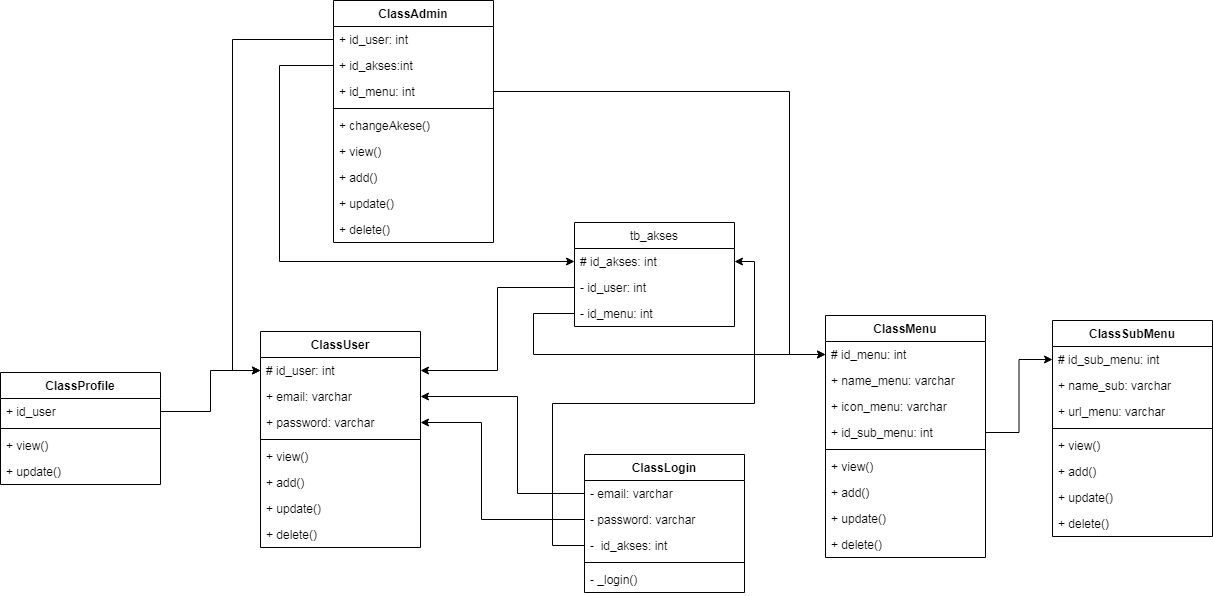 ClassAdmin
+ id_user: int
+ id_akses:int
+ id_menu: int
+ changeAkese()
+ view()
+ add()
+ update()
+ delete()
tb_akses
# id_akses: int
- id_user: int
- id_menu: int
ClassUser
# id_user: int
+ email: varchar
+ password: varchar
+ view()
+ add()
+ update()
+ delete()
ClassProfile
+ id_user
+ view()
+ update()
ClassLogin
- email: varchar
- password: varchar
- id_akses: int
- _login()
ClassMenu
# id_menu: int
+ name_menu: varchar
+ icon_menu: varchar
+ id_sub_menu: int
+ view()
+ add()
+ update()
+ delete()
ClassSubMenu
# id_sub_menu: int
+ name_sub: varchar
+ url_menu: varchar
+ view()
+ add()
+ update()
+ delete()